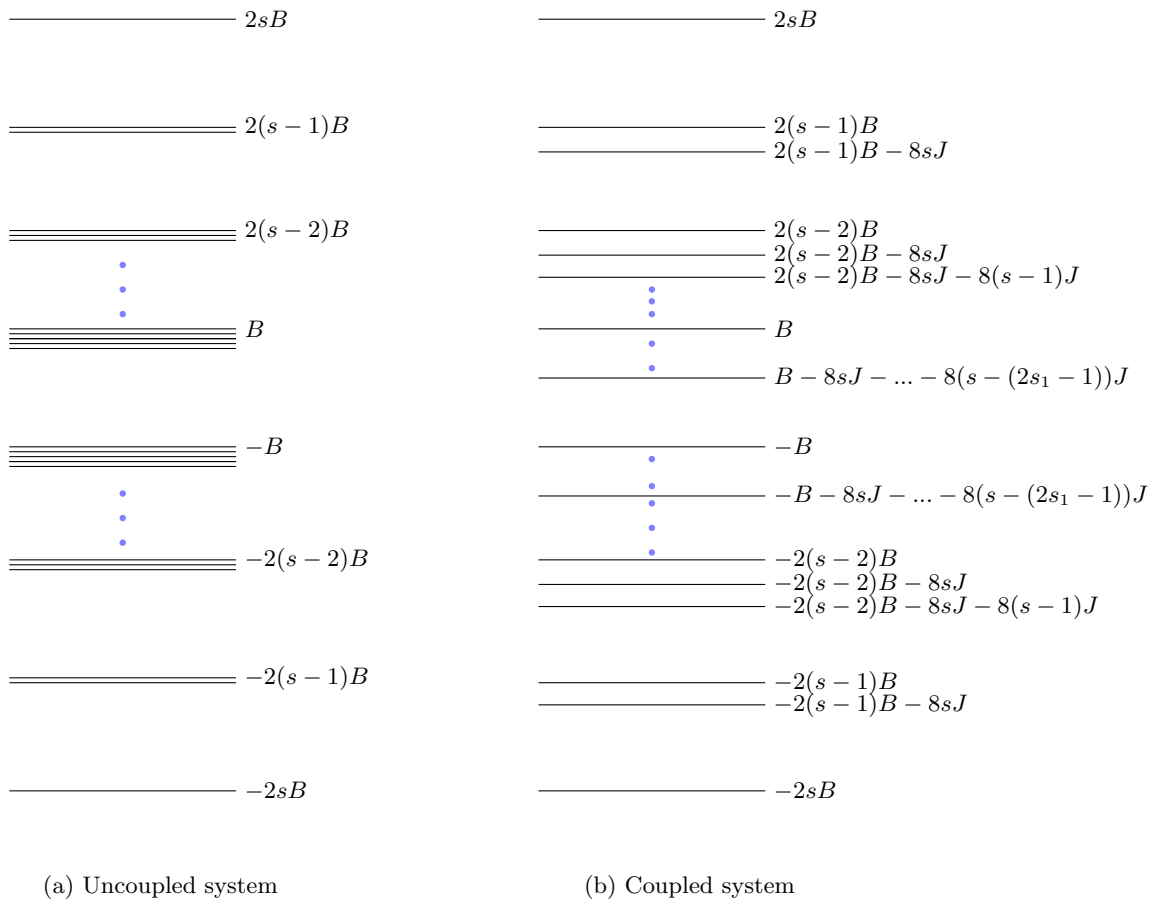 2sB
2(s − 1)B
2(s − 2)B
B
−B
−2(s − 2)B
−2(s − 1)B
−2sB
(a) Uncoupled system
2sB
2(s − 1)B
2(s − 1)B − 8sJ
2(s − 2)B
2(s − 2)B − 8sJ
2(s − 2)B − 8sJ − 8(s − 1)J
B
B − 8sJ − ... − 8(s − (2s₁ − 1))J
−B
−B − 8sJ − ... − 8(s − (2s₁ − 1))J
−2(s − 2)B
−2(s − 2)B − 8sJ
−2(s − 2)B − 8sJ − 8(s − 1)J
−2(s − 1)B
−2(s − 1)B − 8sJ
−2sB
(b) Coupled system